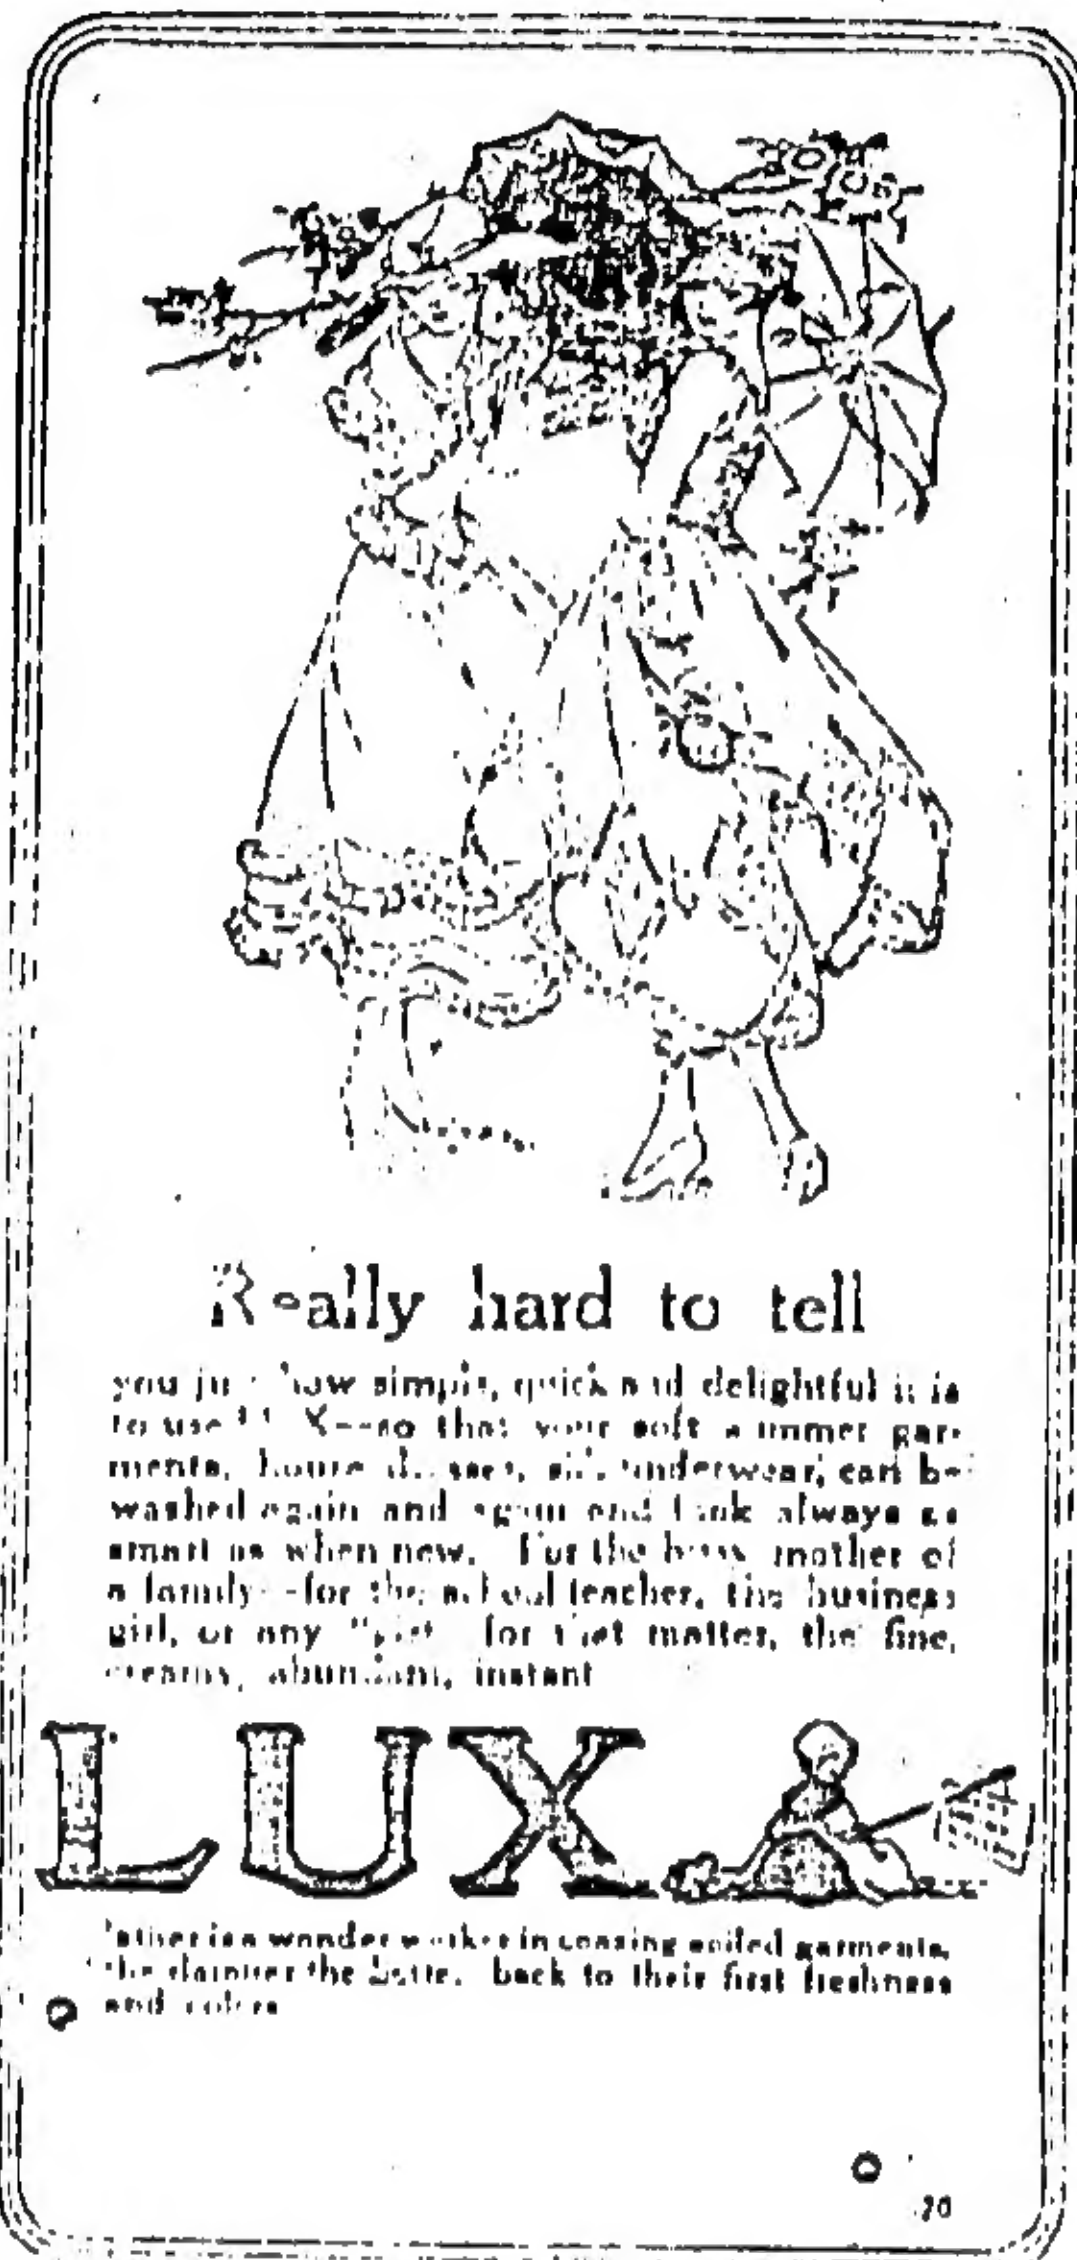 Really hard to tell
you just how simple, quick and delightful it is
to use LUX--so that your soft summer gar-
ments, house dresses, silk underwear, can be
washed again and again and look always as
smart as when new. For the busy mother of
a family--for the school teacher, the business
girl, or any "girl" for that matter, the fine,
creamy, abundant, instant
LUX
lather is a wonder worker in coaxing soiled garments,
the daintier the better, back to their first freshness
and colors
20